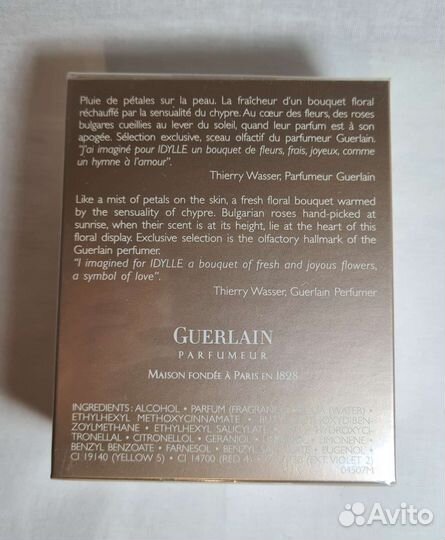 Pluie de pétales sur la peau. La fraîcheur d'un bouquet floral
réchauffé par la sensualité du chypre. Au cœur des fleurs, des roses
bulgares cueillies au lever du soleil, quand leur parfum est à son
apogée. Sélection exclusive, sceau olfactif du parfumeur Guerlain.
"J'ai imaginé pour IDYLLE un bouquet de fleurs, frais, joyeux, comme
un hymne à l'amour".
Thierry Wasser, Parfumeur Guerlain
Like a mist of petals on the skin, a fresh floral bouquet warmed
by the sensuality of chypre. Bulgarian roses hand-picked at
sunrise, when their scent is at its height, lie at the heart of this
floral display. Exclusive selection is the olfactory hallmark of the
Guerlain perfumer.
"I imagined for IDYLLE a bouquet of fresh and joyous flowers,
a symbol of love".
Thierry Wasser, Guerlain Perfumer
GUERLAIN
PARFUMEUR
MAISON FONDÉE À PARIS EN 1828
INGREDIENTS: ALCOHOL • PARFUM (FRAGRANCE) • (WATER) •
ETHYLHEXYL METHOXYCINNAMATE •
ZOYLMETHANE • ETHYLHEXYL SALICYLATE •
TRONELLAL • CITRONELLOL • GERANIOL • LIMONENE •
BENZYL BENZOATE • FARNESOL • BENZYL • EUGENOL •
CI 19140 (YELLOW 5) • CI 14700 (RED 4) • (EXT. VIOLET 2)
04507N
Avito